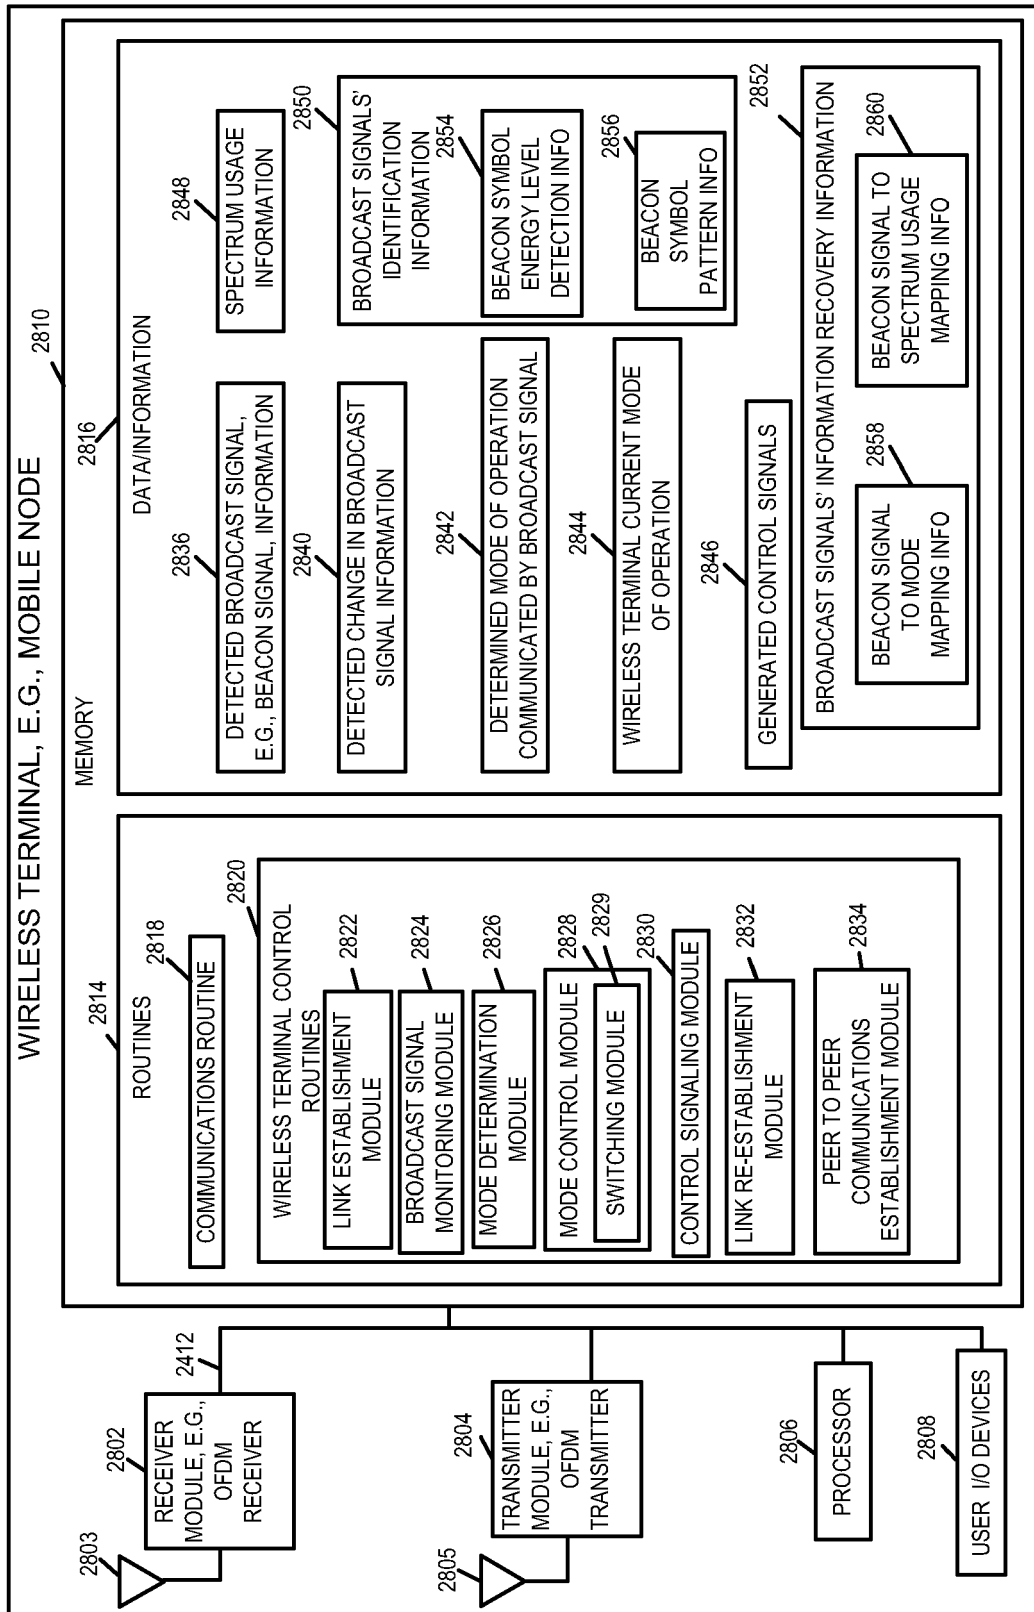 WIRELESS TERMINAL, E.G., MOBILE NODE
2803
2802
RECEIVER
MODULE, E.G.,
OFDM
RECEIVER
2412
2805
2804
TRANSMITTER
MODULE, E.G.,
OFDM
TRANSMITTER
2806
PROCESSOR
2808
USER I/O DEVICES
2810
MEMORY
2814
ROUTINES
2818
COMMUNICATIONS ROUTINE
2820
WIRELESS TERMINAL CONTROL
ROUTINES
2822
LINK ESTABLISHMENT
MODULE
2824
BROADCAST SIGNAL
MONITORING MODULE
2826
MODE DETERMINATION
MODULE
2828
MODE CONTROL MODULE
2829
SWITCHING MODULE
2830
CONTROL SIGNALING MODULE
2832
LINK RE-ESTABLISHMENT
MODULE
2834
PEER TO PEER
COMMUNICATIONS
ESTABLISHMENT MODULE
2816
DATA/INFORMATION
2836
DETECTED BROADCAST SIGNAL,
E.G., BEACON SIGNAL, INFORMATION
2840
DETECTED CHANGE IN BROADCAST
SIGNAL INFORMATION
2842
DETERMINED MODE OF OPERATION
COMMUNICATED BY BROADCAST SIGNAL
2844
WIRELESS TERMINAL CURRENT MODE
OF OPERATION
2846
GENERATED CONTROL SIGNALS
2848
SPECTRUM USAGE
INFORMATION
2850
BROADCAST SIGNALS'
IDENTIFICATION
INFORMATION
2854
BEACON SYMBOL
ENERGY LEVEL
DETECTION INFO
2856
BEACON
SYMBOL
PATTERN INFO
2852
BROADCAST SIGNALS' INFORMATION RECOVERY INFORMATION
2858
BEACON SIGNAL
TO MODE
MAPPING INFO
2860
BEACON SIGNAL TO
SPECTRUM USAGE
MAPPING INFO